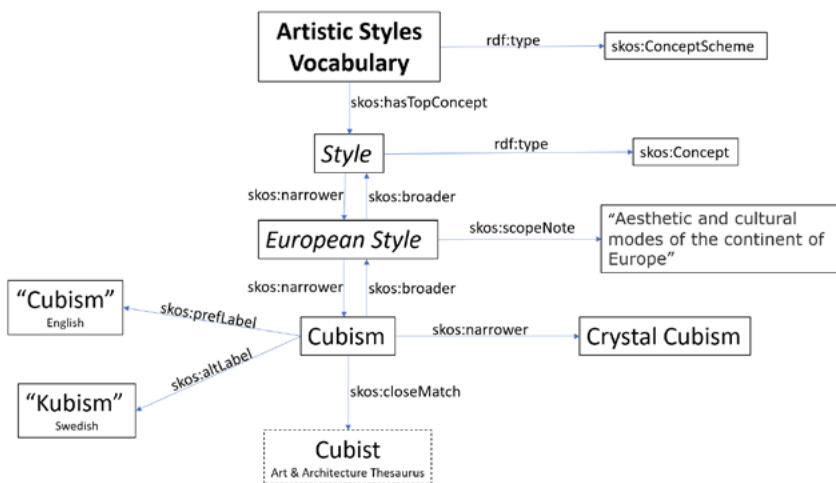 Artistic Styles
Vocabulary
rdf:type
skos:ConceptScheme
skos:hasTopConcept
Style
rdf:type
skos:Concept
skos:narrower
skos:broader
European Style
skos:scopeNote
“Aesthetic and cultural
modes of the continent of
Europe”
skos:narrower
skos:broader
“Cubism”
English
skos:prefLabel
Cubism
skos:narrower
Crystal Cubism
skos:altLabel
“Kubism”
Swedish
skos:closeMatch
Cubist
Art & Architecture Thesaurus